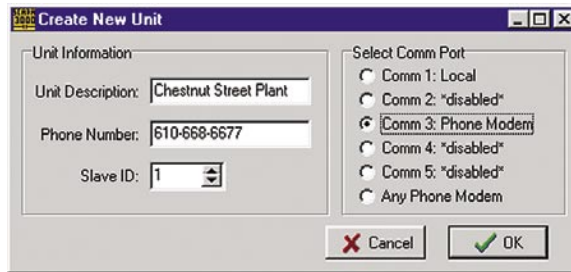 Create New Unit
Unit Information
Unit Description: Chestnut Street Plant
Phone Number: 610-668-6677
Slave ID: 1
Select Comm Port
Comm 1: Local
Comm 2: *disabled*
Comm 3: Phone Modem
Comm 4: *disabled*
Comm 5: *disabled*
Any Phone Modem
Cancel
OK